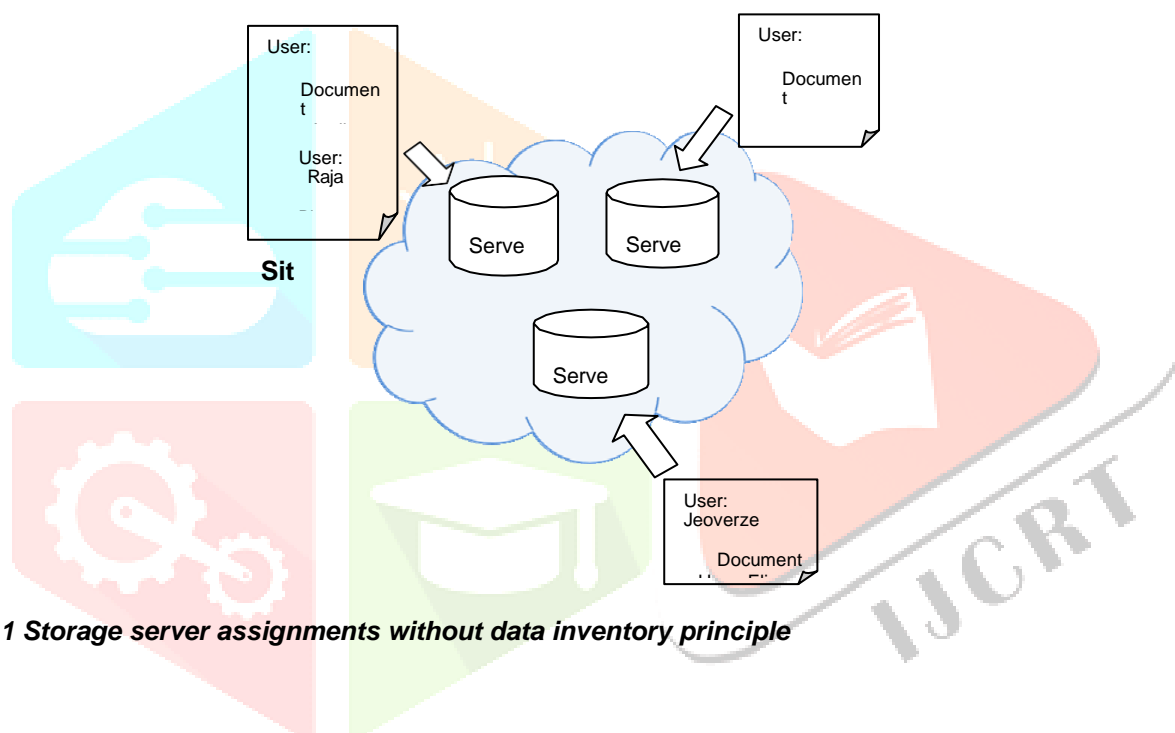 User:
Documen
t
User:
Raja
User:
Documen
t
Serve
Serve
Sit
Serve
User:
Jeoverze
Document
IJCRT
1 Storage server assignments without data inventory principle